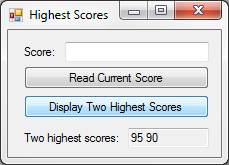 Highest Scores
Score:
Read Current Score
Display Two Highest Scores
Two highest scores: 95 90